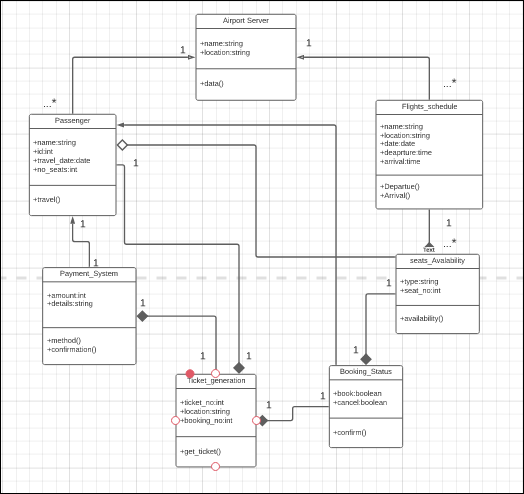 Airport Server
+name:string
+location:string
+data()
1
1
...*
...*
Passenger
+name:string
+id:int
+travel_date:date
+no_seats:int
+travel()
Flights_schedule
+name:string
+location:string
+date:date
+deaprture:time
+arrival:time
+Departue()
+Arrival()
1
1
1
Text
...*
seats_Avalability
+type:string
+seat_no:int
+availability()
1
1
Payment_System
+amount:int
+details:string
+method()
+confirmation()
1
1
1
1
Ticket_generation
+ticket_no:int
+location:string
+booking_no:int
+get_ticket()
1
1
Booking_Status
+book:boolean
+cancel:boolean
+confirm()